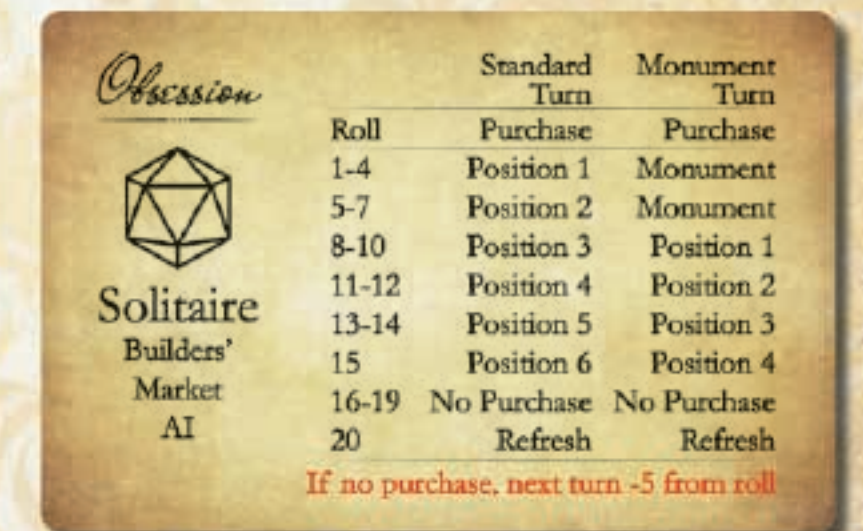 Obsession
Solitaire
Builders'
Market
AI
Standard Monument
Turn Turn
Roll Purchase Purchase
1-4 Position 1 Monument
5-7 Position 2 Monument
8-10 Position 3 Position 1
11-12 Position 4 Position 2
13-14 Position 5 Position 3
15 Position 6 Position 4
16-19 No Purchase No Purchase
20 Refresh Refresh
If no purchase, next turn -5 from roll